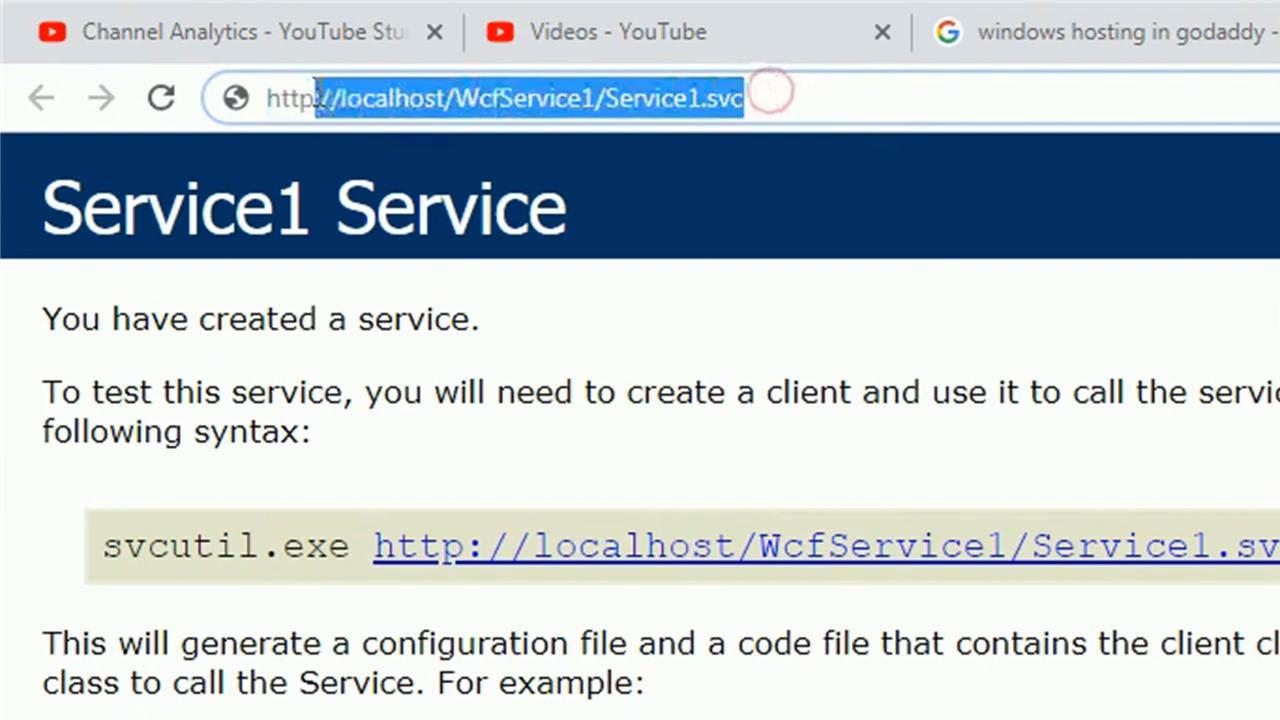 Channel Analytics - YouTube Stu
Videos - YouTube
windows hosting in godaddy -
http://localhost/WcfService1/Service1.svc
Service1 Service
You have created a service.
To test this service, you will need to create a client and use it to call the servic
following syntax:
svcutil.exe http://localhost/WcfService1/Service1.sv
This will generate a configuration file and a code file that contains the client cl
class to call the Service. For example: